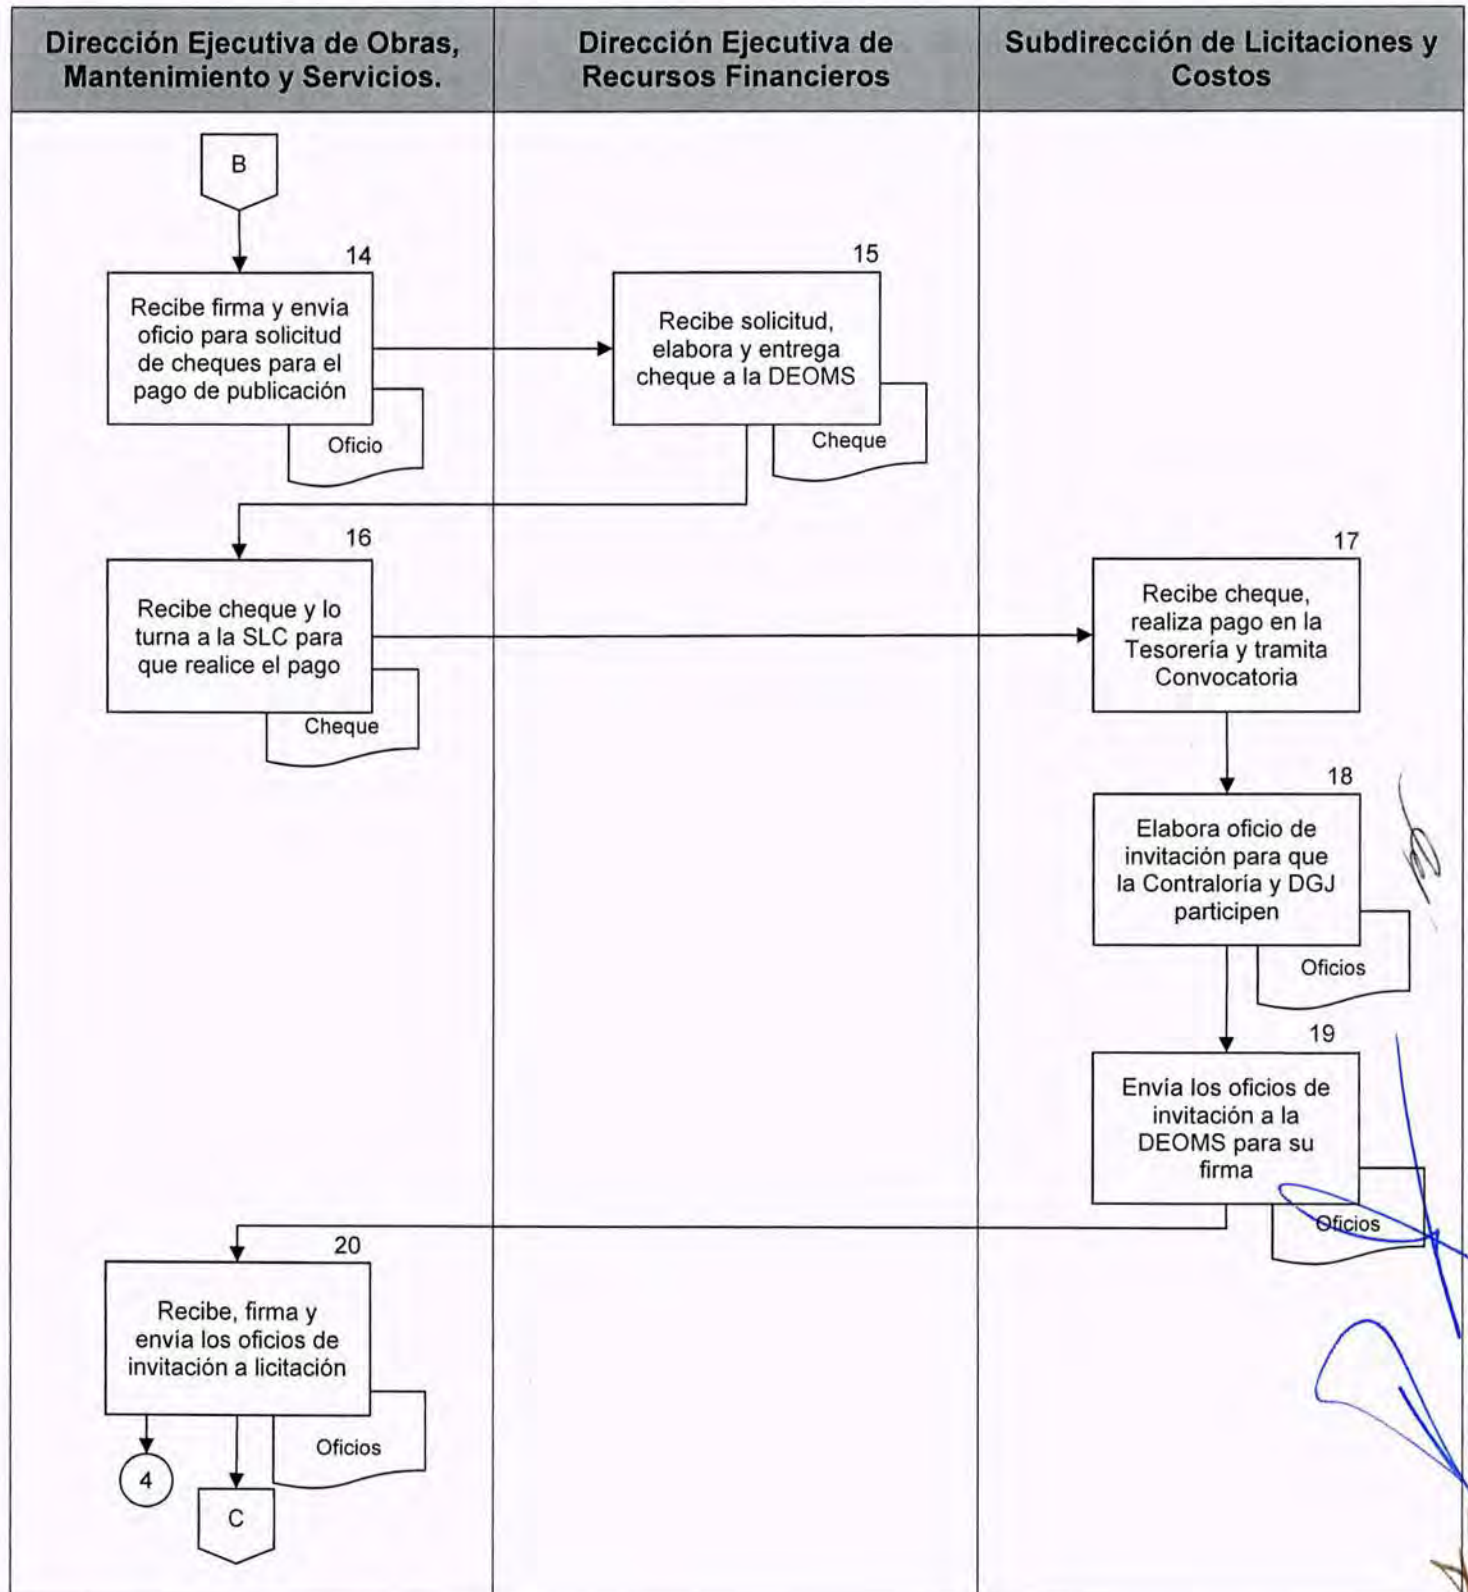 Dirección Ejecutiva de Obras,
Mantenimiento y Servicios.
Dirección Ejecutiva de
Recursos Financieros
Subdirección de Licitaciones y
Costos
B
14
Recibe firma y envía
oficio para solicitud
de cheques para el
pago de publicación
Oficio
15
Recibe solicitud,
elabora y entrega
cheque a la DEOMS
Cheque
16
Recibe cheque y lo
turna a la SLC para
que realice el pago
Cheque
17
Recibe cheque,
realiza pago en la
Tesorería y tramita
Convocatoria
18
Elabora oficio de
invitación para que
la Contraloría y DGJ
participen
Oficios
19
Envía los oficios de
invitación a la
DEOMS para su
firma
Oficios
20
Recibe, firma y
envía los oficios de
invitación a licitación
Oficios
4
C